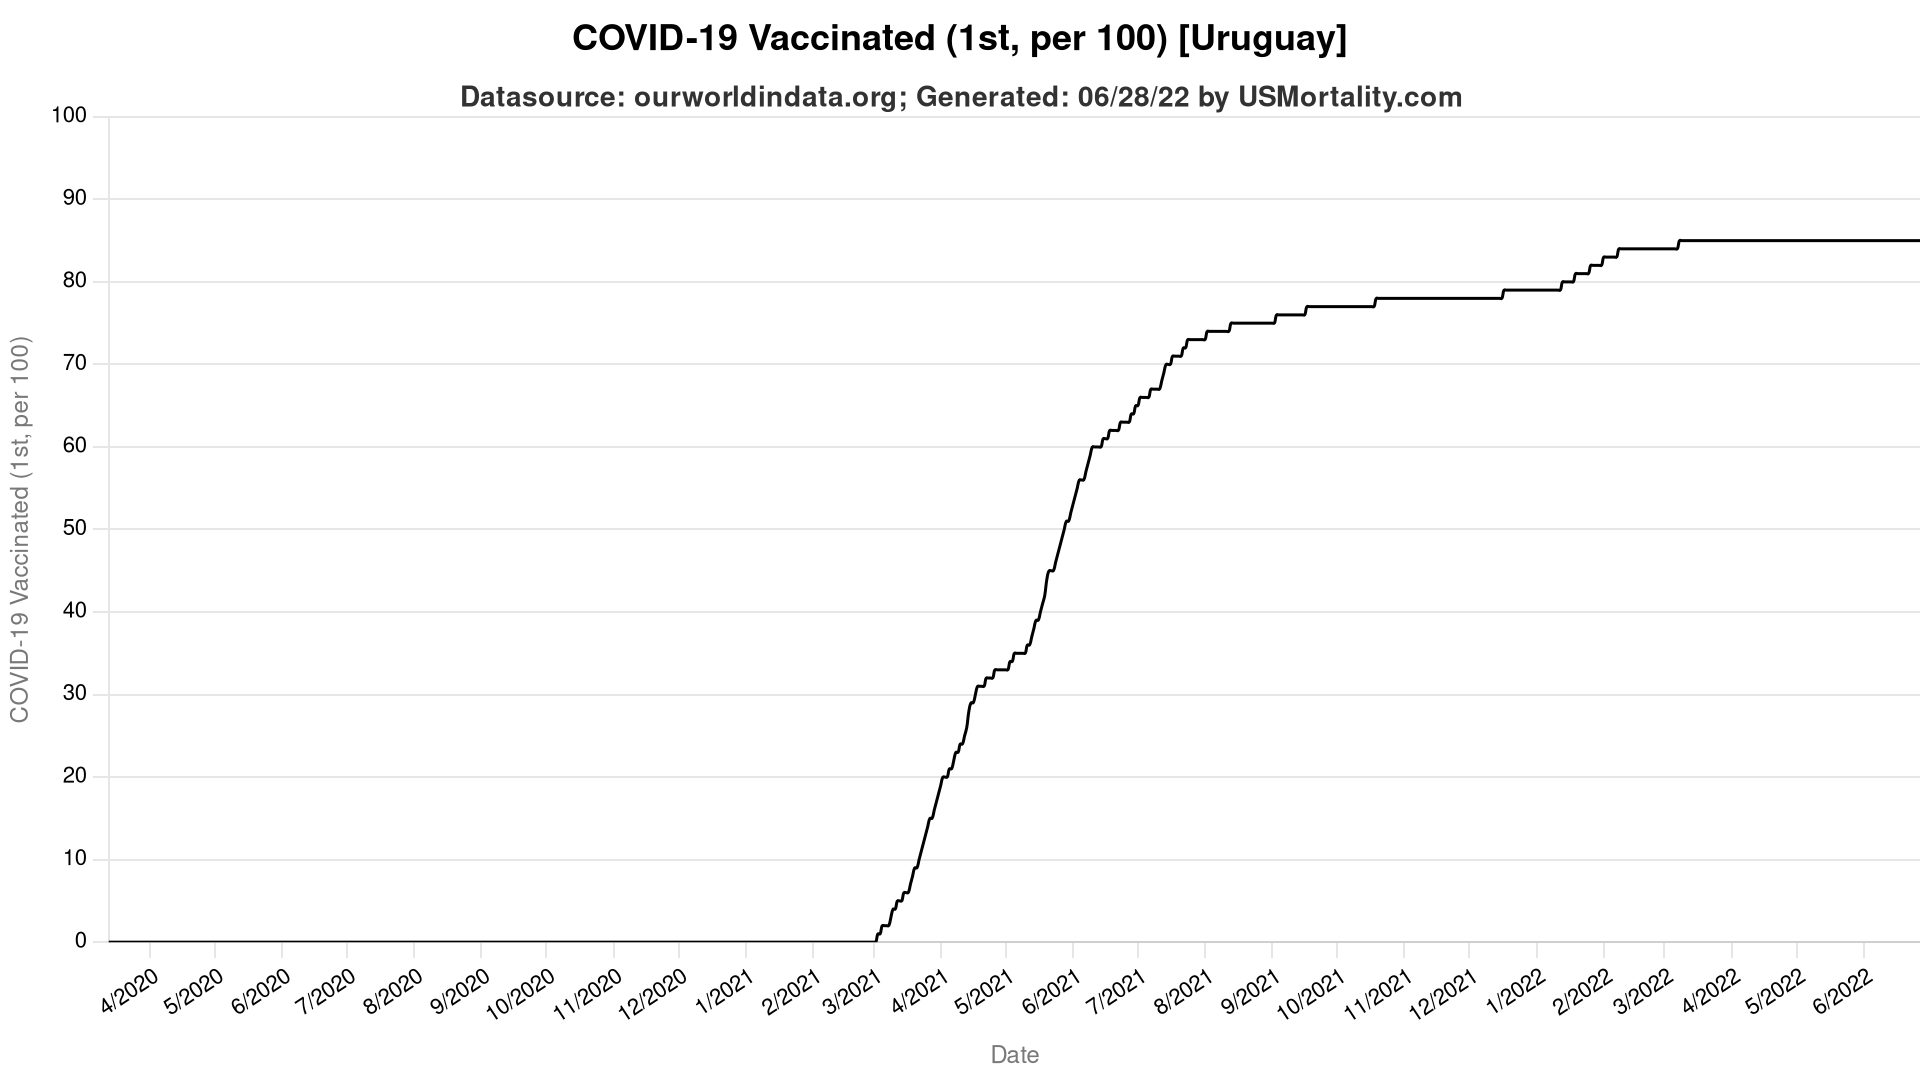 COVID-19 Vaccinated (1st, per 100) [Uruguay]
Datasource: ourworldindata.org; Generated: 06/28/22 by USMortality.com
100
90
80
70
60
50
40
30
20
10
0
COVID-19 Vaccinated (1st, per 100)
4/2020 5/2020 6/2020 7/2020 8/2020 9/2020 10/2020 11/2020 12/2020 1/2021 2/2021 3/2021 4/2021 5/2021 6/2021 7/2021 8/2021 9/2021 10/2021 11/2021 12/2021 1/2022 2/2022 3/2022 4/2022 5/2022 6/2022
Date